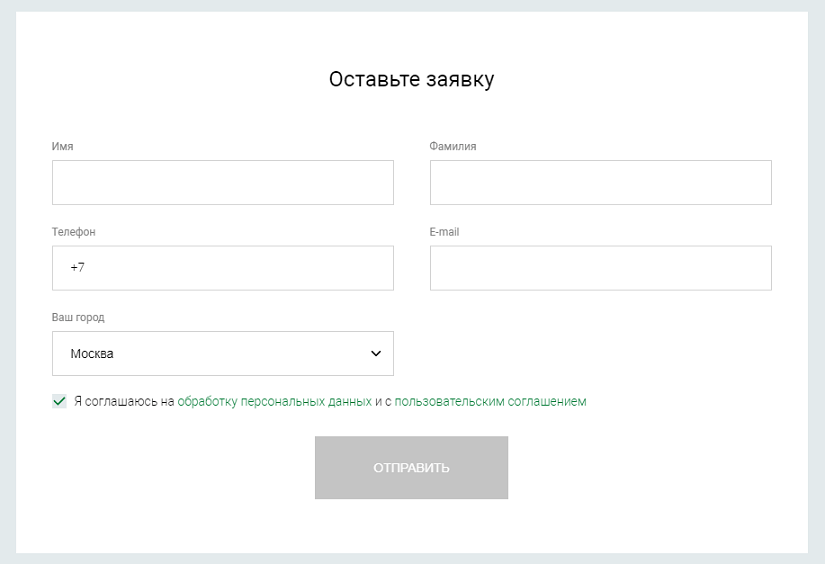 Оставьте заявку
Имя
Фамилия
Телефон
E-mail
+7
Ваш город
Москва
Я соглашаюсь на обработку персональных данных и с пользовательским соглашением
ОТПРАВИТЬ